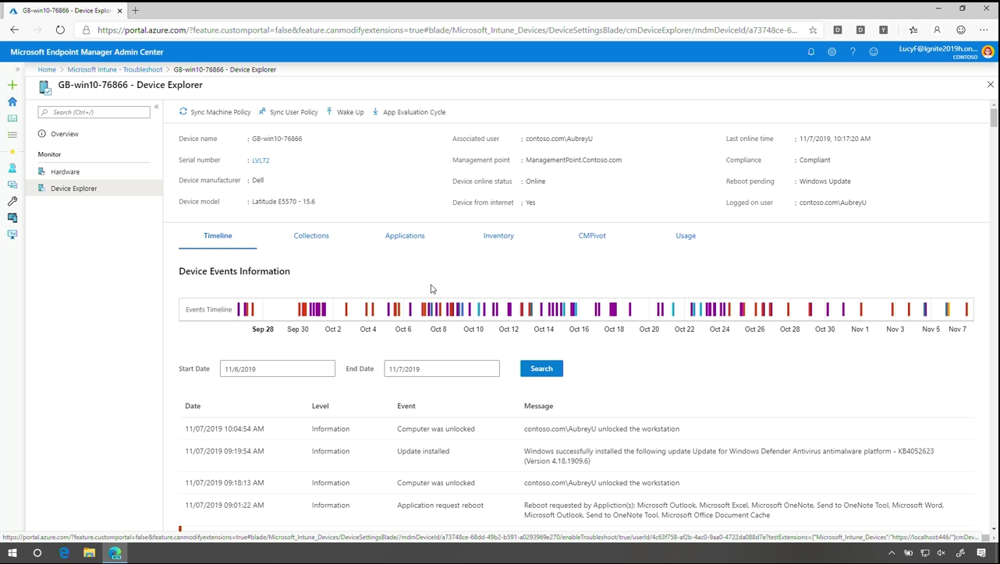 GB-win10-76866 - Device Explor
https://portal.azure.com/?feature.customportal=false&feature.canmodifyextensions=true#blade/Microsoft_Intune_Devices/DeviceSettingsBlade/cmDeviceExplorer/mdmDeviceId/a73748ce-6...
D D Y
Microsoft Endpoint Manager Admin Center
LucyF@Ignite2019h.on...
CONTOSO
Home > Microsoft Intune - Troubleshoot > GB-win10-76866 - Device Explorer
GB-win10-76866 - Device Explorer
Search (Ctrl+/)
Overview
Monitor
Hardware
Device Explorer
Sync Machine Policy Sync User Policy Wake Up App Evaluation Cycle
Device name : GB-win10-76866 Associated user : contoso.com\AubreyU Last online time : 11/7/2019, 10:17:20 AM
Serial number : LVL72 Management point : ManagementPoint.Contoso.com Compliance : Compliant
Device manufacturer : Dell Device online status : Online Reboot pending : Windows Update
Device model : Latitude E5570 - 15.6 Device from internet : Yes Logged on user : contoso.com\AubreyU
Timeline Collections Applications Inventory CMPivot Usage
Device Events Information
Events Timeline
Sep 28 Sep 30 Oct 2 Oct 4 Oct 6 Oct 8 Oct 10 Oct 12 Oct 14 Oct 16 Oct 18 Oct 20 Oct 22 Oct 24 Oct 26 Oct 28 Oct 30 Nov 1 Nov 3 Nov 5 Nov 7
Start Date 11/6/2019 End Date 11/7/2019 Search
Date Level Event Message
11/07/2019 10:04:54 AM Information Computer was unlocked contoso.com\AubreyU unlocked the workstation
11/07/2019 09:19:54 AM Information Update installed Windows successfully installed the following update Update for Windows Defender Antivirus antimalware platform - KB4052623
(Version 4.18.1909.6)
11/07/2019 09:18:13 AM Information Computer was unlocked contoso.com\AubreyU unlocked the workstation
11/07/2019 09:01:22 AM Information Application request reboot Reboot requested by Appliction(s): Microsoft Outlook, Microsoft Excel, Microsoft OneNote, Send to OneNote Tool, Microsoft Word,
Microsoft Outlook, Send to OneNote Tool, Microsoft Office Document Cache
https://portal.azure.com/?feature.customportal=false&feature.canmodifyextensions=true#blade/Microsoft_Intune_Devices/DeviceSettingsBlade//mdmDeviceId/a73748ce-68dd-49b2-b591-a0293969e270/enableTroubleshoot/true/userId/4c63f758-af2b-4ac0-9aa0-4722da088d7e?testExtensions={"Microsoft_Intune_Devices":"https://localhost:446/"}cmDev...